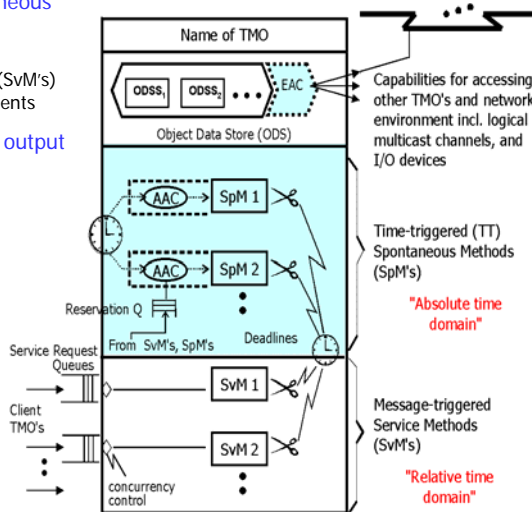 neous
(SvM's)
ents
output
Name of TMO
ODSS1
ODSS2
EAC
Object Data Store (ODS)
Capabilities for accessing
other TMO's and network
environment incl. logical
multicast channels, and
I/O devices
AAC
SpM 1
AAC
SpM 2
Reservation Q
From SvM's, SpM's
Deadlines
Time-triggered (TT)
Spontaneous Methods
(SpM's)
"Absolute time
domain"
Service Request
Queues
SvM 1
Client
TMO's
SvM 2
concurrency
control
Message-triggered
Service Methods
(SvM's)
"Relative time
domain"